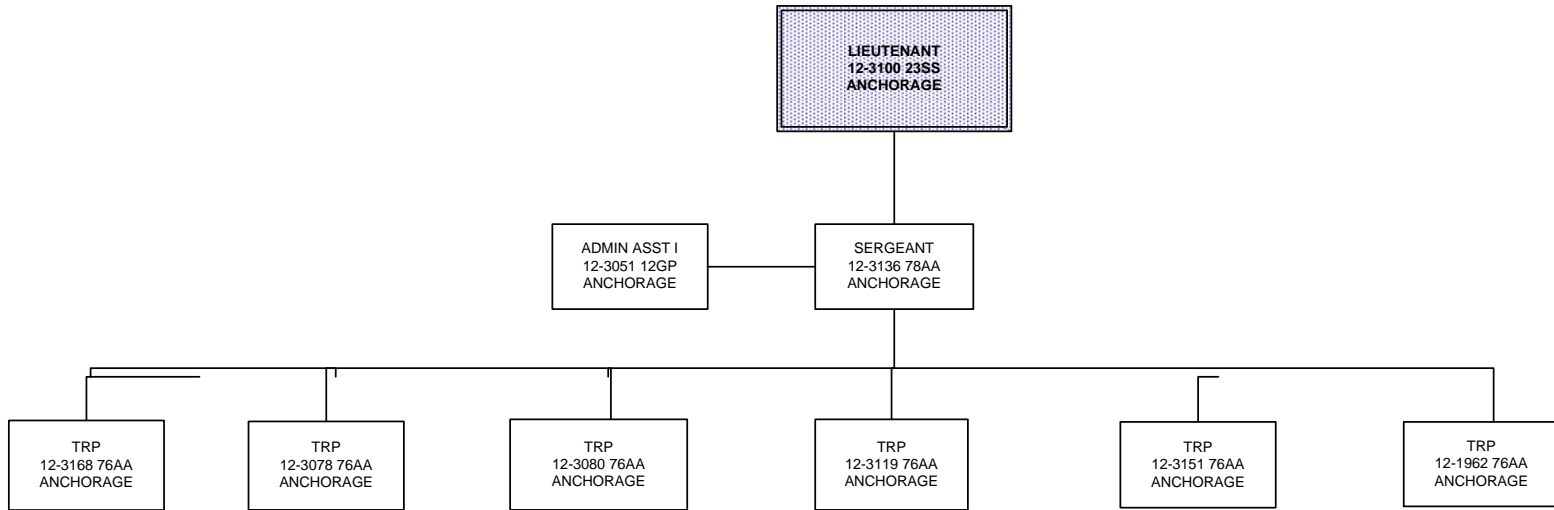 LIEUTENANT
12-3100 23SS
ANCHORAGE
ADMIN ASST I
12-3051 12GP
ANCHORAGE
SERGEANT
12-3136 78AA
ANCHORAGE
TRP
12-3168 76AA
ANCHORAGE
TRP
12-3078 76AA
ANCHORAGE
TRP
12-3080 76AA
ANCHORAGE
TRP
12-3119 76AA
ANCHORAGE
TRP
12-3151 76AA
ANCHORAGE
TRP
12-1962 76AA
ANCHORAGE